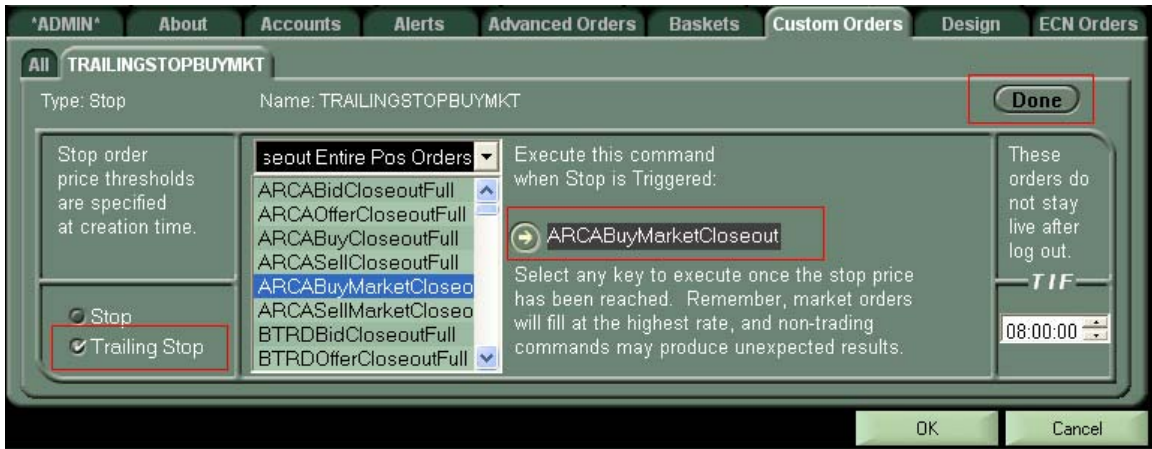 *ADMIN* About Accounts Alerts Advanced Orders Baskets Custom Orders Design ECN Orders
All TRAILINGSTOPBUYMKT
Type: Stop Name: TRAILINGSTOPBUYMKT Done
Stop order
price thresholds
are specified
at creation time.
Stop
Trailing Stop
seout Entire Pos Orders
ARCABidCloseoutFull
ARCAOfferCloseoutFull
ARCABuyCloseoutFull
ARCASellCloseoutFull
ARCABuyMarketCloseo
ARCASellMarketCloseo
BTRDBidCloseoutFull
BTRDOfferCloseoutFull
Execute this command
when Stop is Triggered:
ARCABuyMarketCloseout
Select any key to execute once the stop price
has been reached. Remember, market orders
will fill at the highest rate, and non-trading
commands may produce unexpected results.
These
orders do
not stay
live after
log out.
TIF
08:00:00
OK Cancel